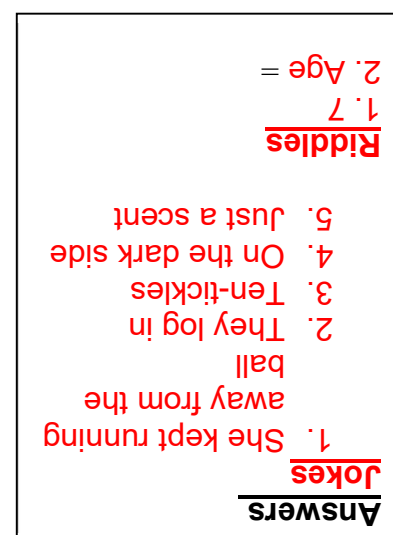 Answers
Jokes
1. She kept running
away from the
ball
2. They log in
3. Ten-tickles
4. On the dark side
5. Just a scent
Riddles
1. 7
2. Age =